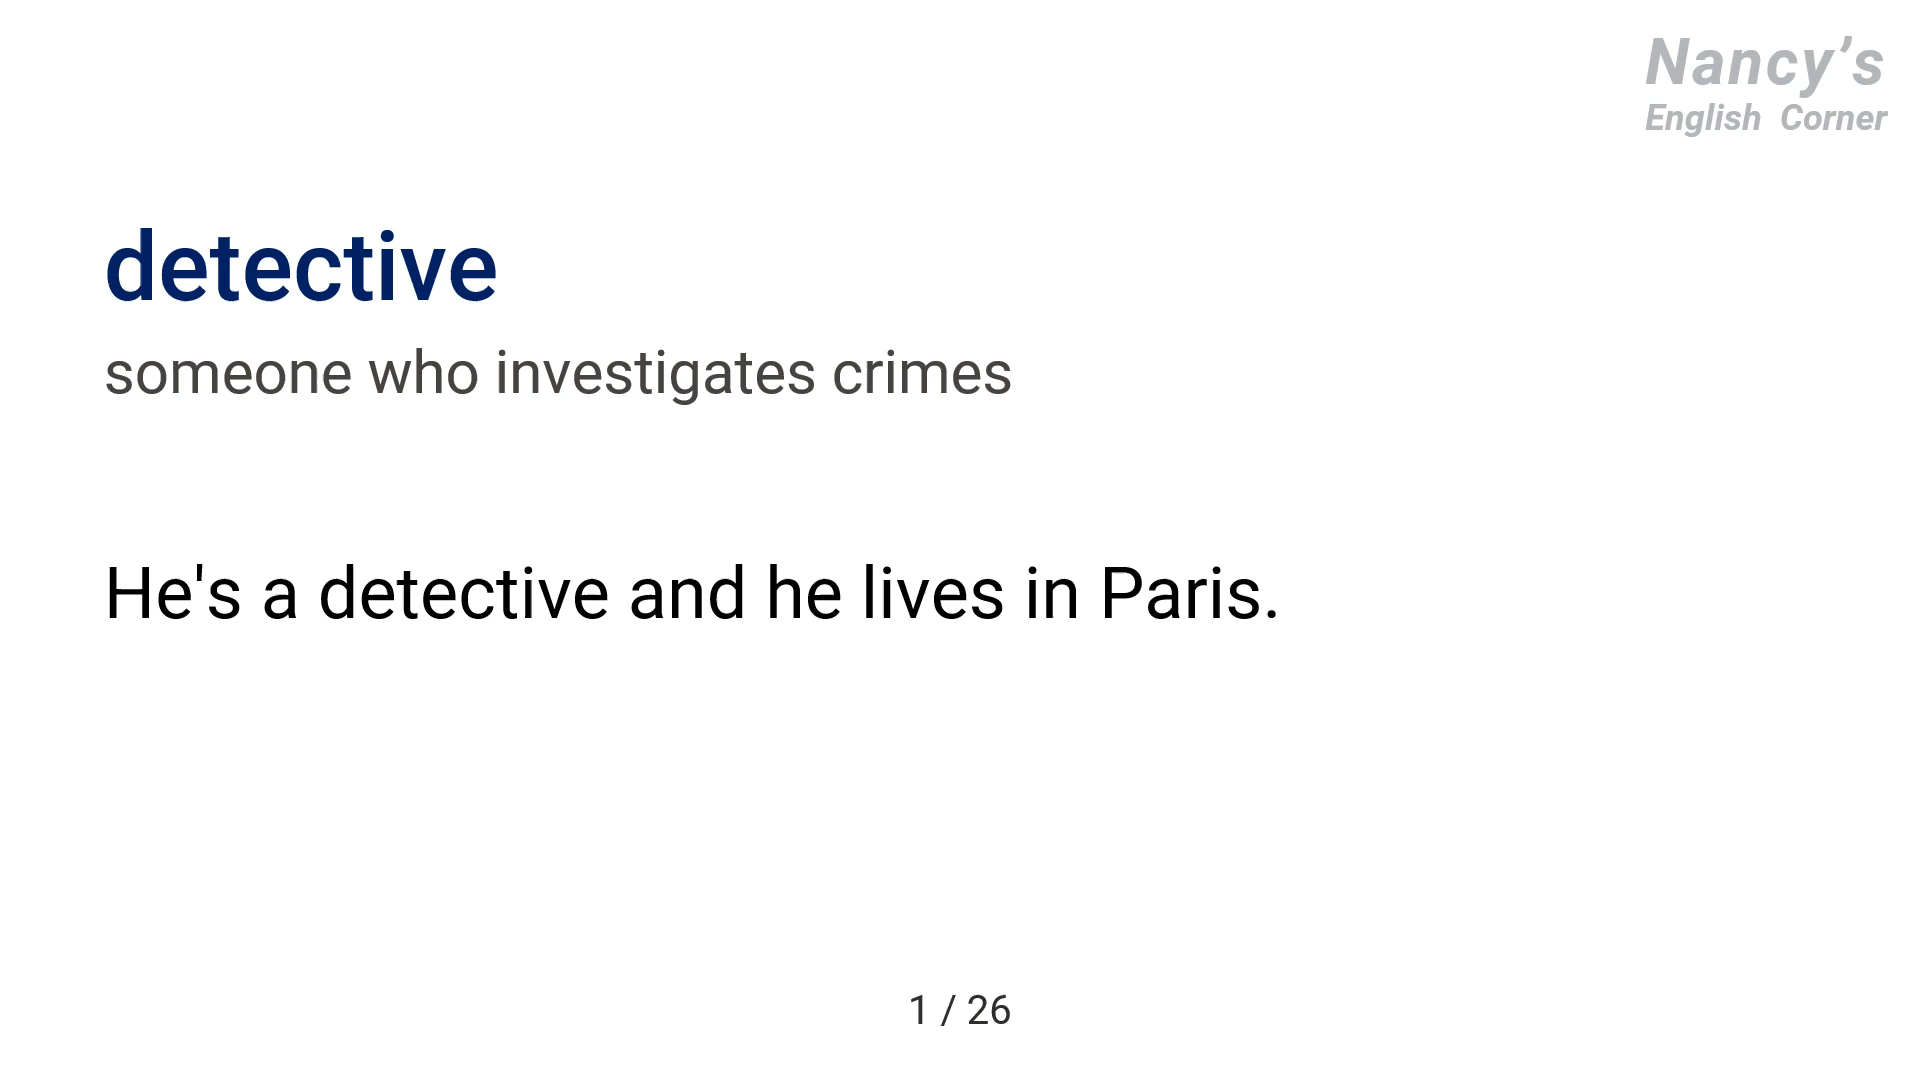 Nancy’s
English Corner
detective
someone who investigates crimes
He's a detective and he lives in Paris.
1 / 26